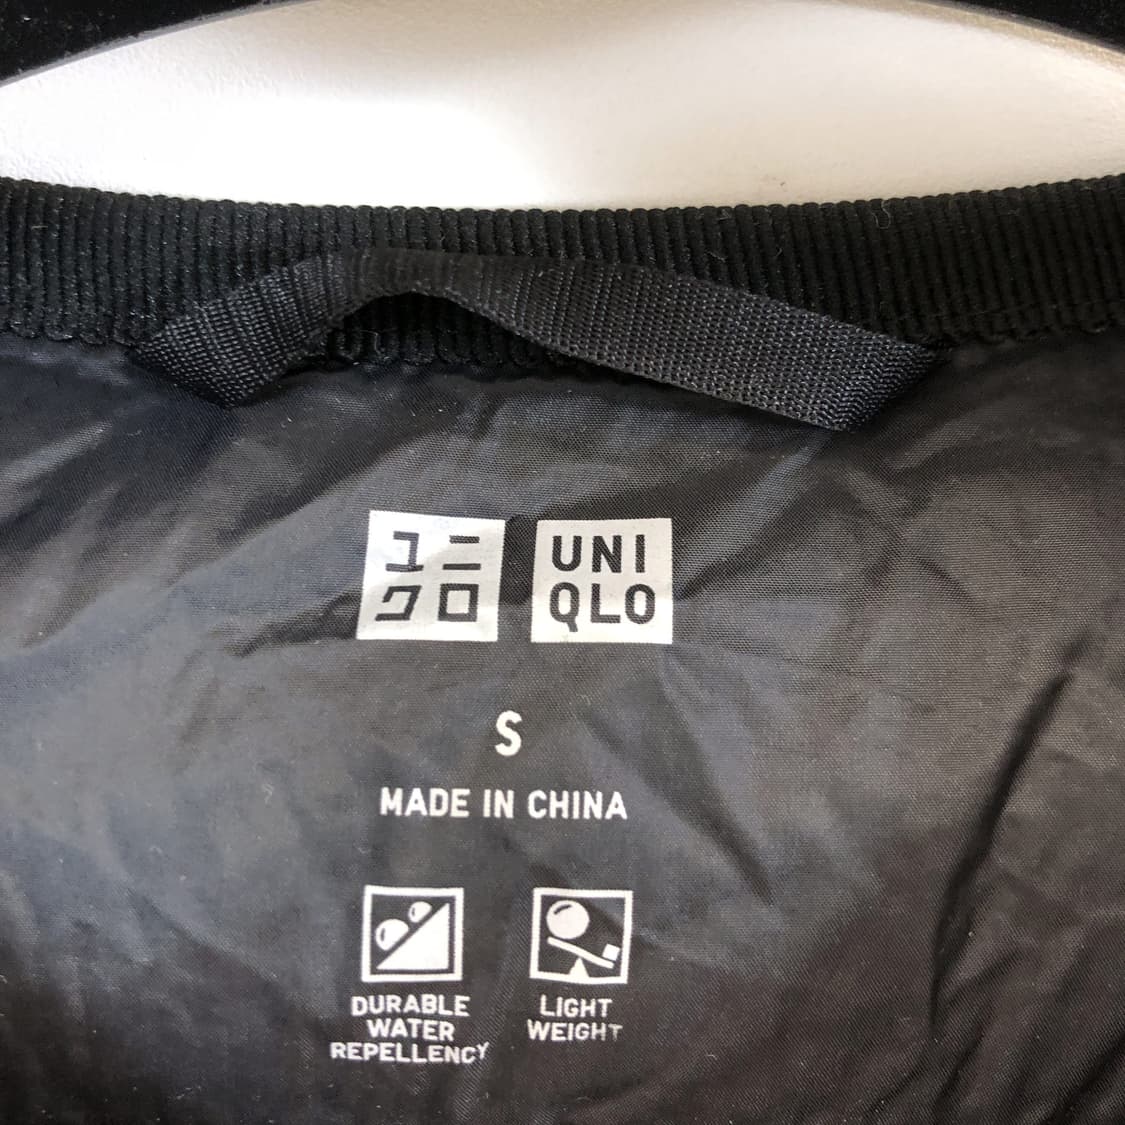 ユニ UNI
クロ QLO
S
MADE IN CHINA
DURABLE
WATER
REPELLENCY
LIGHT
WEIGHT